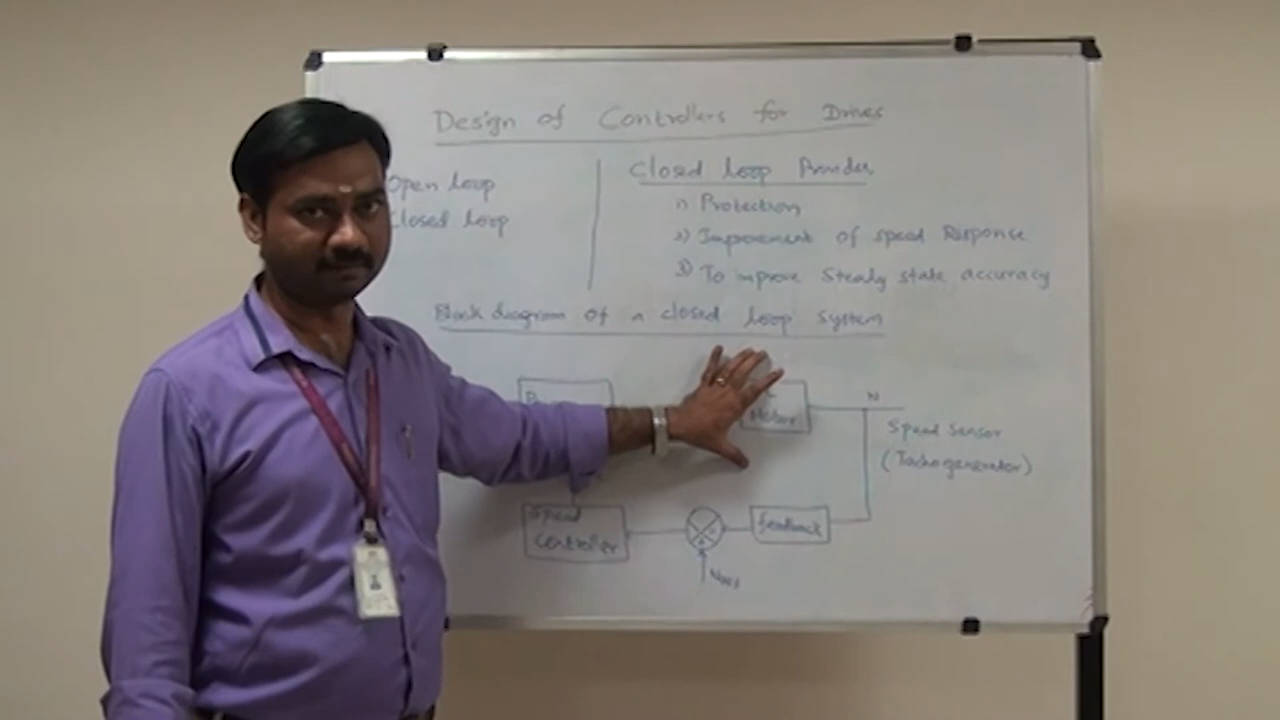 Design of Controllers for Drives
Open loop
Closed loop
Closed loop Provides
1) Protection
2) Improvement of speed Response
3) To improve Steady state accuracy
Block diagram of a closed loop system
Motor
N
Speed Sensor
(Tachogenerator)
Speed
Controller
feedback
Nref